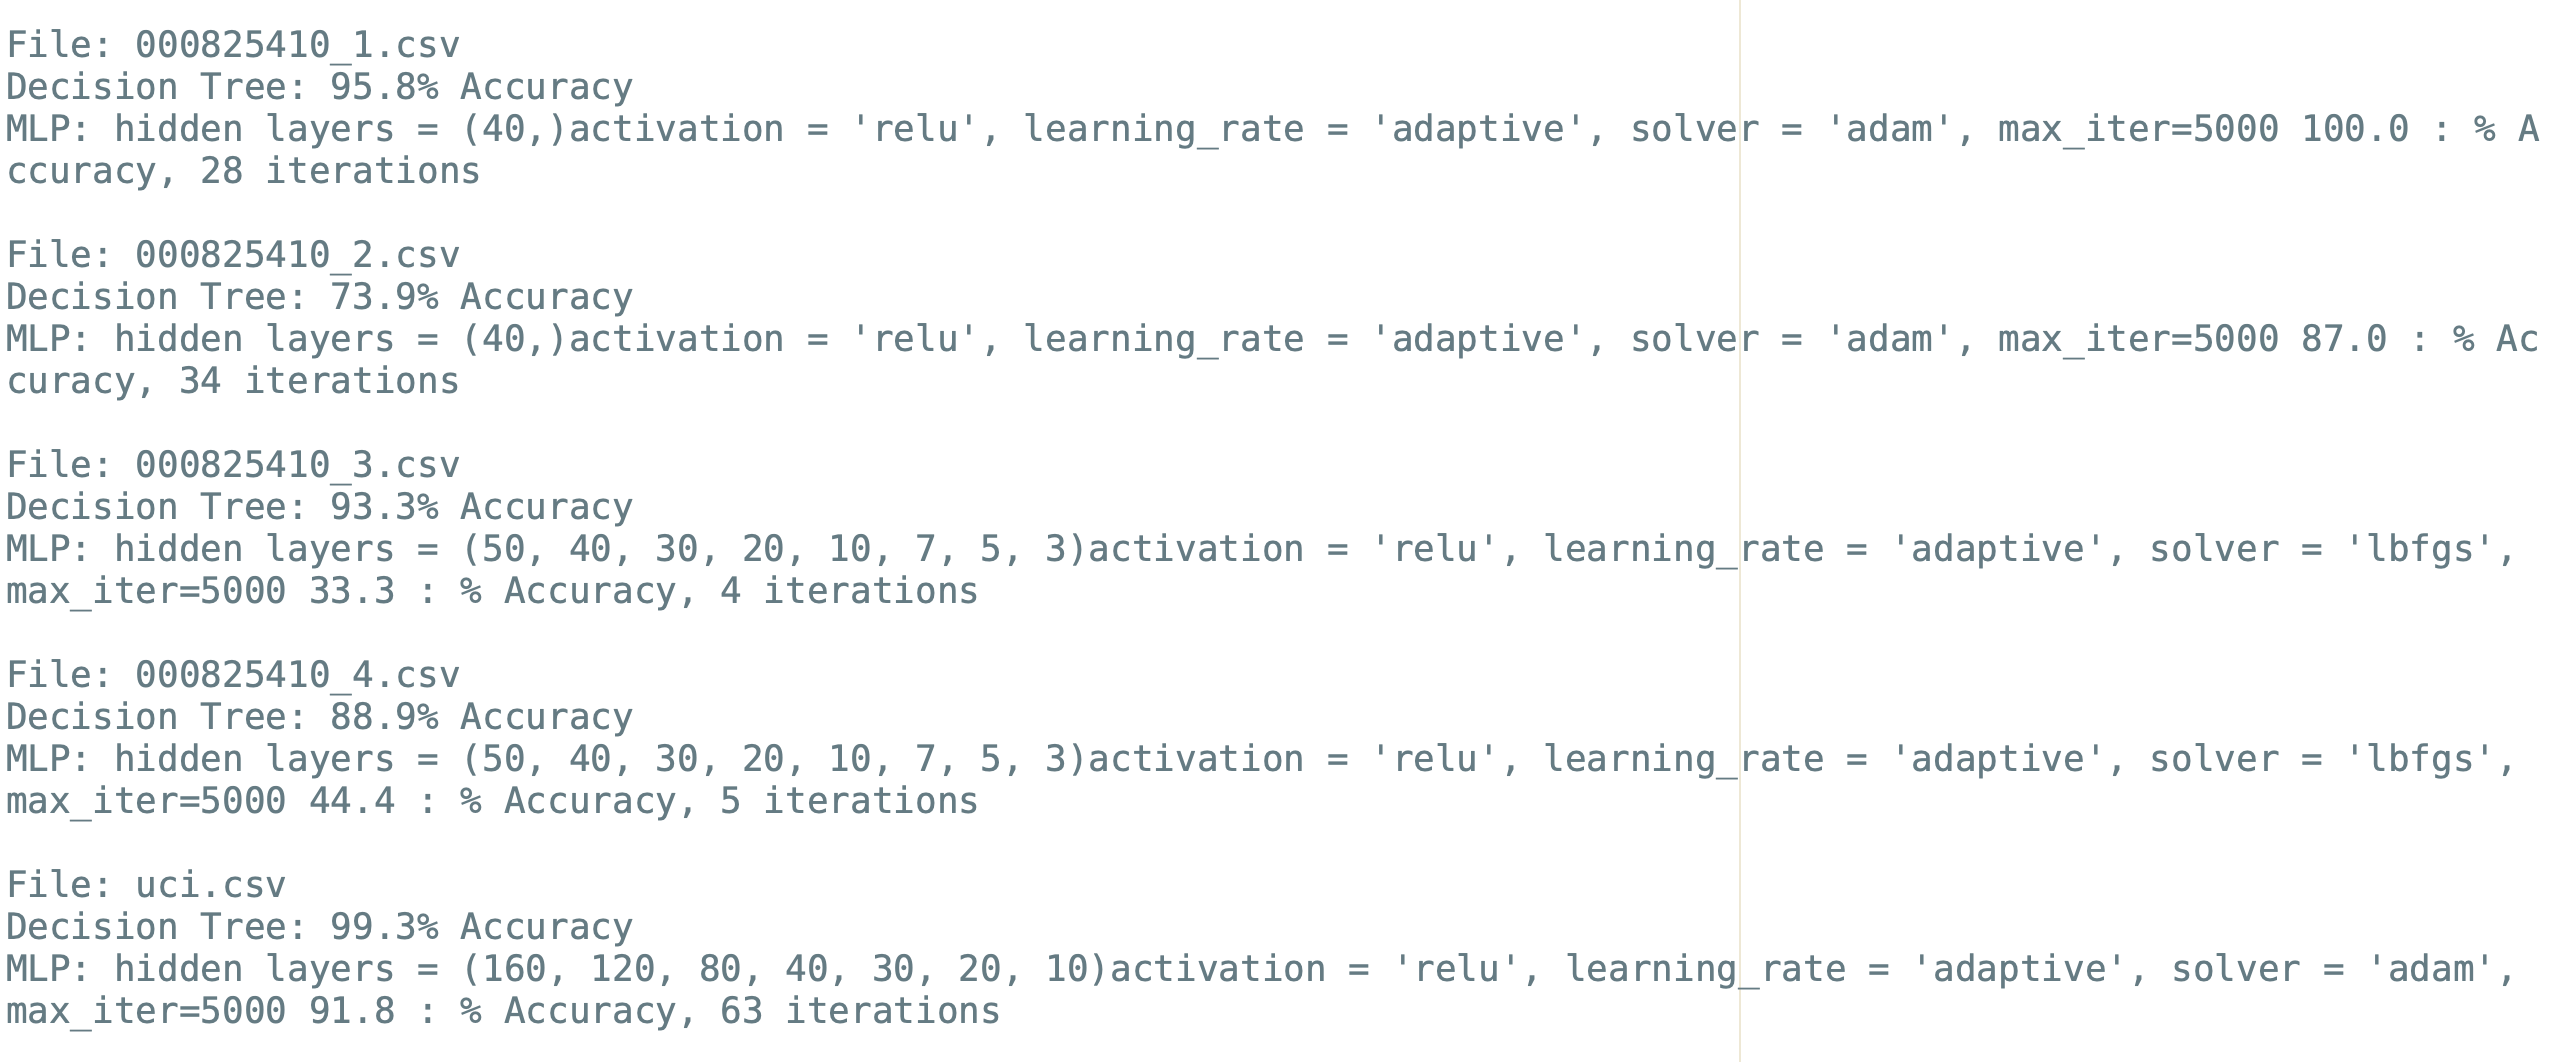 File: 000825410_1.csv
Decision Tree: 95.8% Accuracy
MLP: hidden layers = (40,)activation = 'relu', learning_rate = 'adaptive', solver = 'adam', max_iter=5000 100.0 : % A
ccuracy, 28 iterations
File: 000825410_2.csv
Decision Tree: 73.9% Accuracy
MLP: hidden layers = (40,)activation = 'relu', learning_rate = 'adaptive', solver = 'adam', max_iter=5000 87.0 : % Ac
curacy, 34 iterations
File: 000825410_3.csv
Decision Tree: 93.3% Accuracy
MLP: hidden layers = (50, 40, 30, 20, 10, 7, 5, 3)activation = 'relu', learning_rate = 'adaptive', solver = 'lbfgs',
max_iter=5000 33.3 : % Accuracy, 4 iterations
File: 000825410_4.csv
Decision Tree: 88.9% Accuracy
MLP: hidden layers = (50, 40, 30, 20, 10, 7, 5, 3)activation = 'relu', learning_rate = 'adaptive', solver = 'lbfgs',
max_iter=5000 44.4 : % Accuracy, 5 iterations
File: uci.csv
Decision Tree: 99.3% Accuracy
MLP: hidden layers = (160, 120, 80, 40, 30, 20, 10)activation = 'relu', learning_rate = 'adaptive', solver = 'adam',
max_iter=5000 91.8 : % Accuracy, 63 iterations